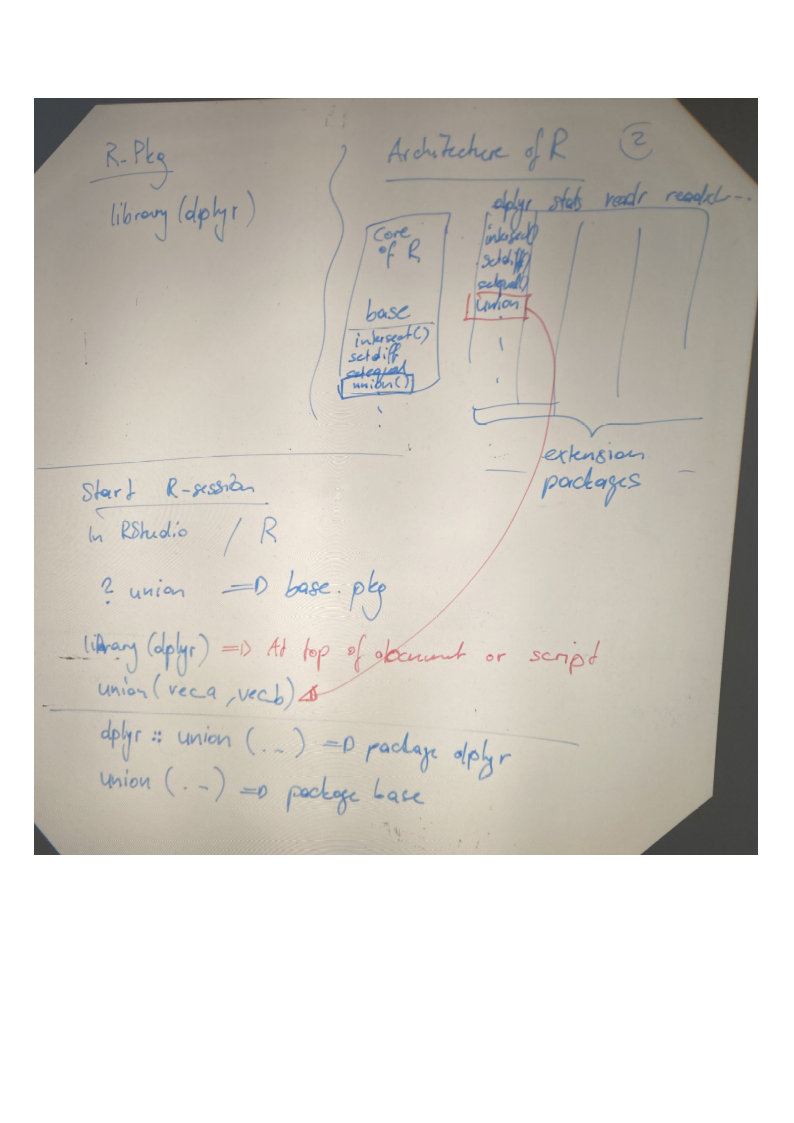 R-Pkg
library(dplyr)
Architecture of R
2
core
of R
base
intersect()
setdiff
setequal
union()
dplyr stats readr readxl ...
intersect()
setdiff()
setequal()
union
extension
packages
Start R-session
In RStudio / R
? union => base.pkg
library(dplyr) => At top of document or script
union(veca, vecb)
dplyr :: union (...) => package dplyr
union (...) => package base